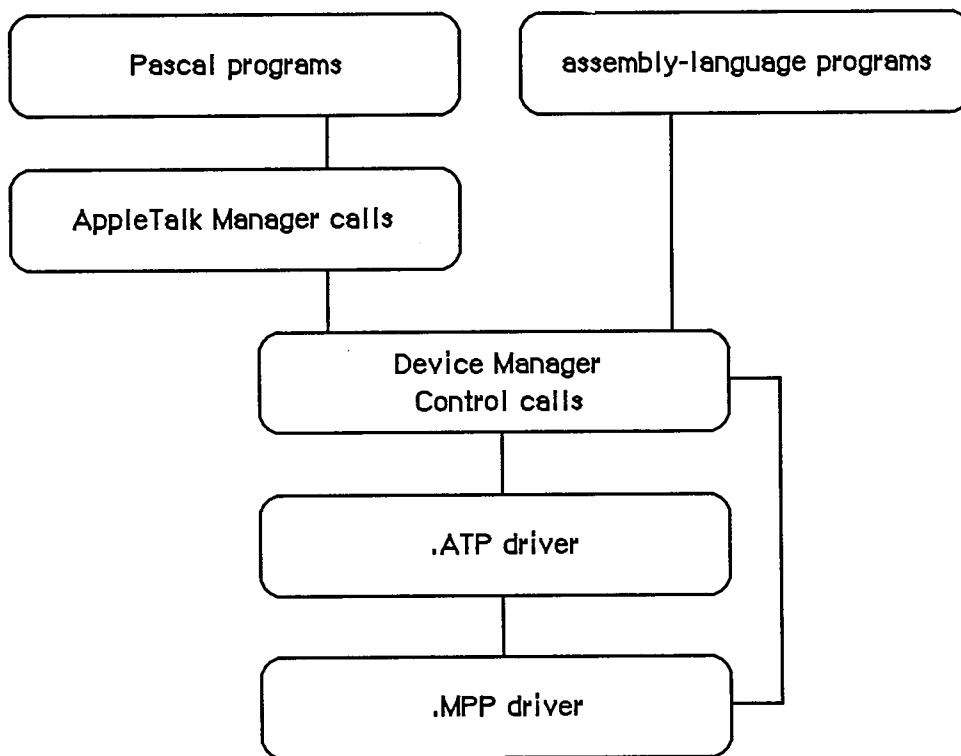 Pascal programs
assembly-language programs
AppleTalk Manager calls
Device Manager
Control calls
.ATP driver
.MPP driver